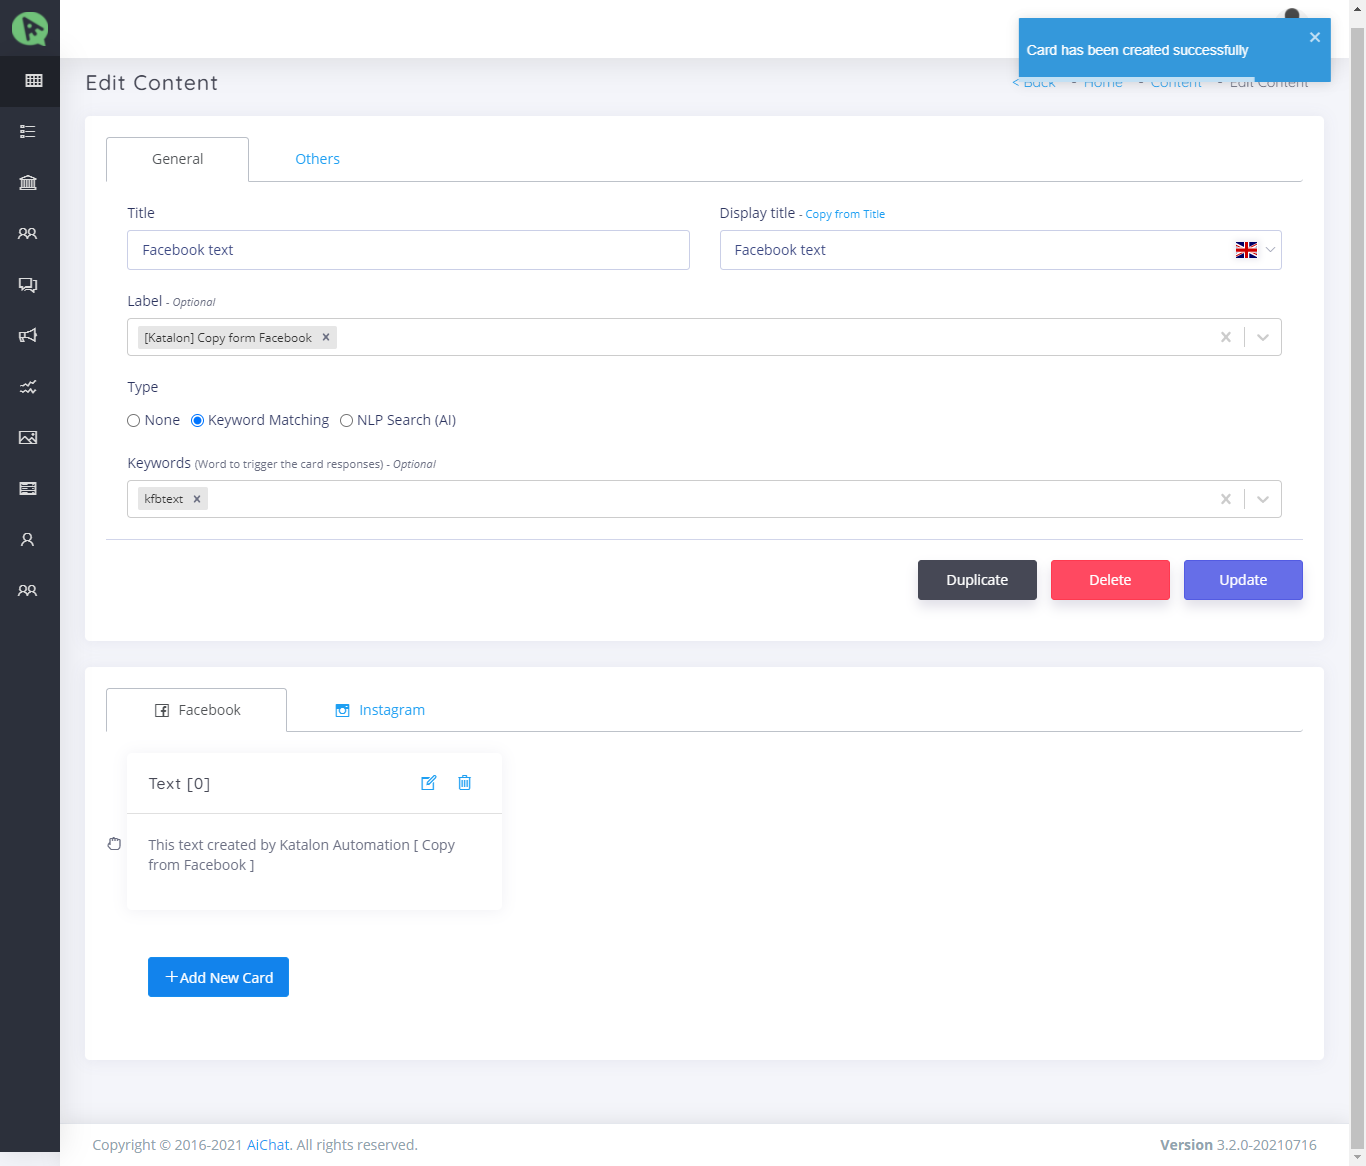 Card has been created successfully
Edit Content
< Back - Home - Content - Edit Content
General
Others
Title
Display title - Copy from Title
Facebook text
Facebook text
Label - Optional
[Katalon] Copy form Facebook
Type
None
Keyword Matching
NLP Search (AI)
Keywords (Word to trigger the card responses) - Optional
kfbtext
Duplicate
Delete
Update
Facebook
Instagram
Text [0]
This text created by Katalon Automation [ Copy
from Facebook ]
Add New Card
Copyright © 2016-2021 AiChat. All rights reserved.
Version 3.2.0-20210716